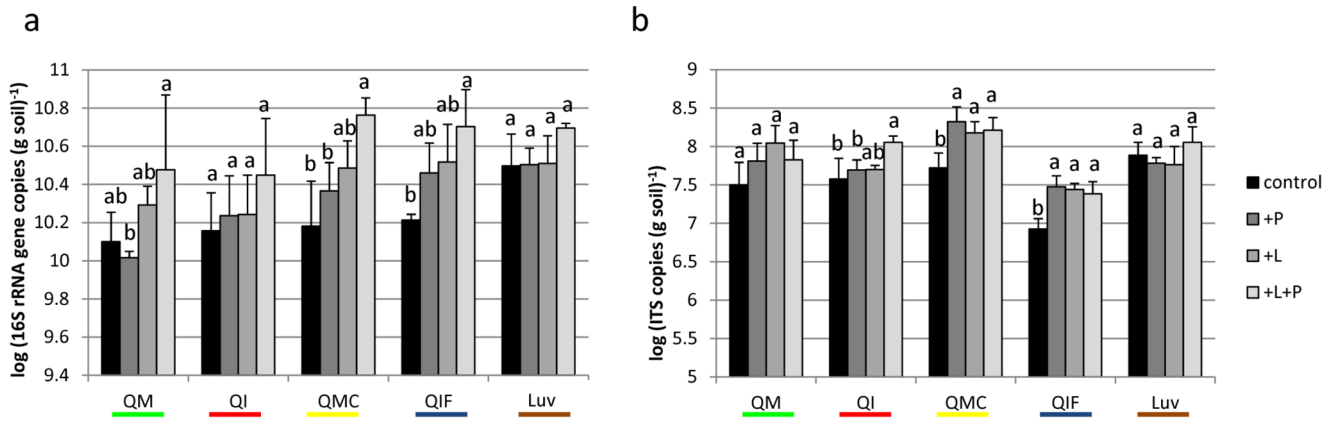 a
log (16S rRNA gene copies (g soil)-1)
11
10.8
10.6
10.4
10.2
10
9.8
9.6
9.4
ab b ab a
a a a a
b b ab a
b ab ab a
a a a a
QM QI QMC QIF Luv
b
log (ITS copies (g soil)-1)
9
8.5
8
7.5
7
6.5
6
5.5
5
a a a a
b b ab a
b a a a
b a a a
a a a a
QM QI QMC QIF Luv
control
+P
+L
+L+P